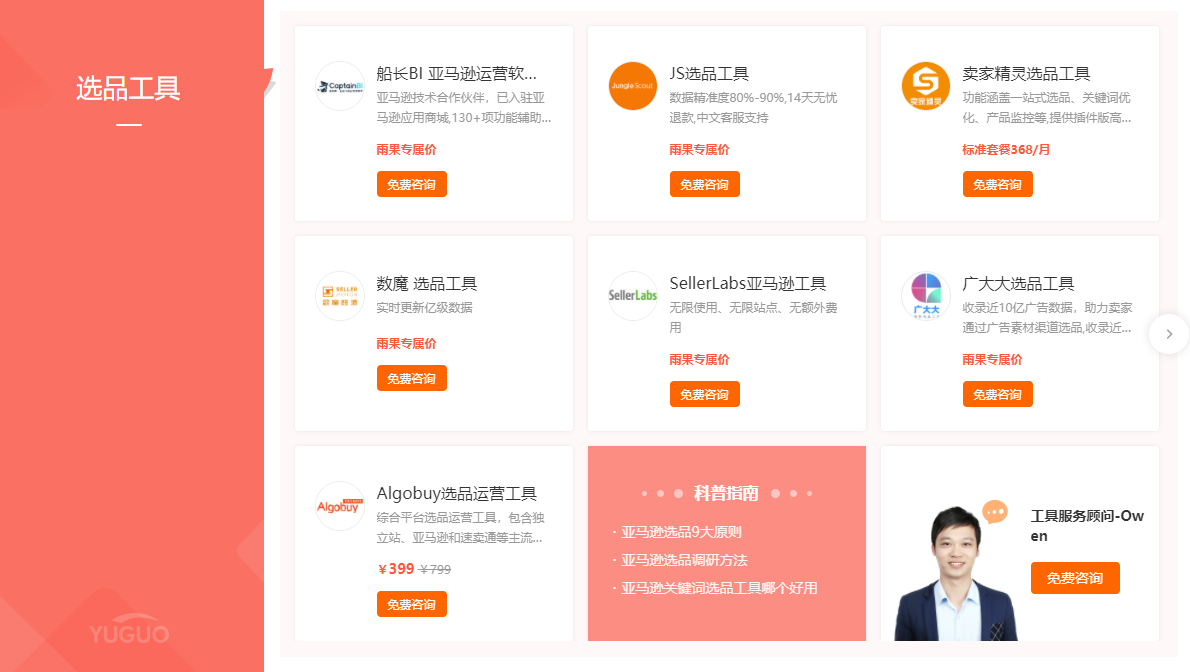 选品工具
YUGUO
CaptainBI
船长BI 亚马逊运营软...
亚马逊技术合作伙伴，已入驻亚
马逊应用商城,130+项功能辅助...
雨果专属价
免费咨询
Jungle Scout
JS选品工具
数据精准度80%-90%,14天无忧
退款,中文客服支持
雨果专属价
免费咨询
卖家精灵
卖家精灵选品工具
功能涵盖一站式选品、关键词优
化、产品监控等,提供插件版高...
标准套餐368/月
免费咨询
SELLER
数魔 选品工具
实时更新亿级数据
雨果专属价
免费咨询
SellerLabs
SellerLabs亚马逊工具
无限使用、无限站点、无额外费
用
雨果专属价
免费咨询
广大大
广大大选品工具
收录近10亿广告数据，助力卖家
通过广告素材渠道选品,收录近...
雨果专属价
免费咨询
Algobuy
Algobuy选品运营工具
综合平台选品运营工具，包含独
立站、亚马逊和速卖通等主流...
￥399 ￥799
免费咨询
科普指南
· 亚马逊选品9大原则
· 亚马逊选品调研方法
· 亚马逊关键词选品工具哪个好用
工具服务顾问-Ow
en
免费咨询